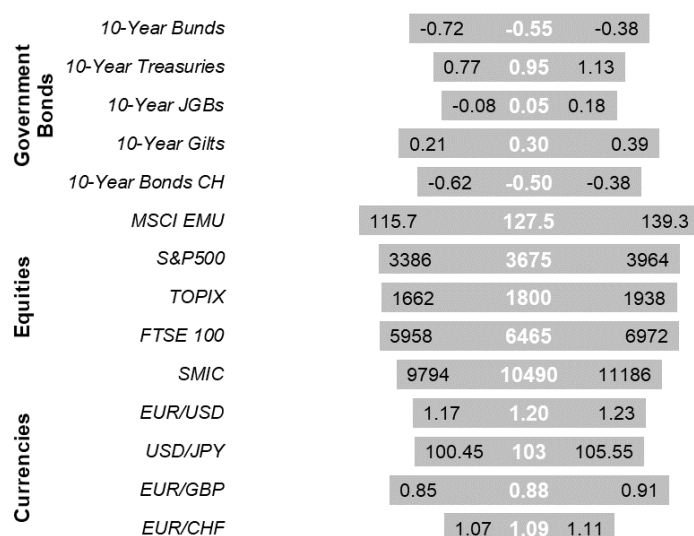 Government
Bonds
10-Year Bunds -0.72 -0.55 -0.38
10-Year Treasuries 0.77 0.95 1.13
10-Year JGBs -0.08 0.05 0.18
10-Year Gilts 0.21 0.30 0.39
10-Year Bonds CH -0.62 -0.50 -0.38
Equities
MSCI EMU 115.7 127.5 139.3
S&P500 3386 3675 3964
TOPIX 1662 1800 1938
FTSE 100 5958 6465 6972
SMIC 9794 10490 11186
Currencies
EUR/USD 1.17 1.20 1.23
USD/JPY 100.45 103 105.55
EUR/GBP 0.85 0.88 0.91
EUR/CHF 1.07 1.09 1.11